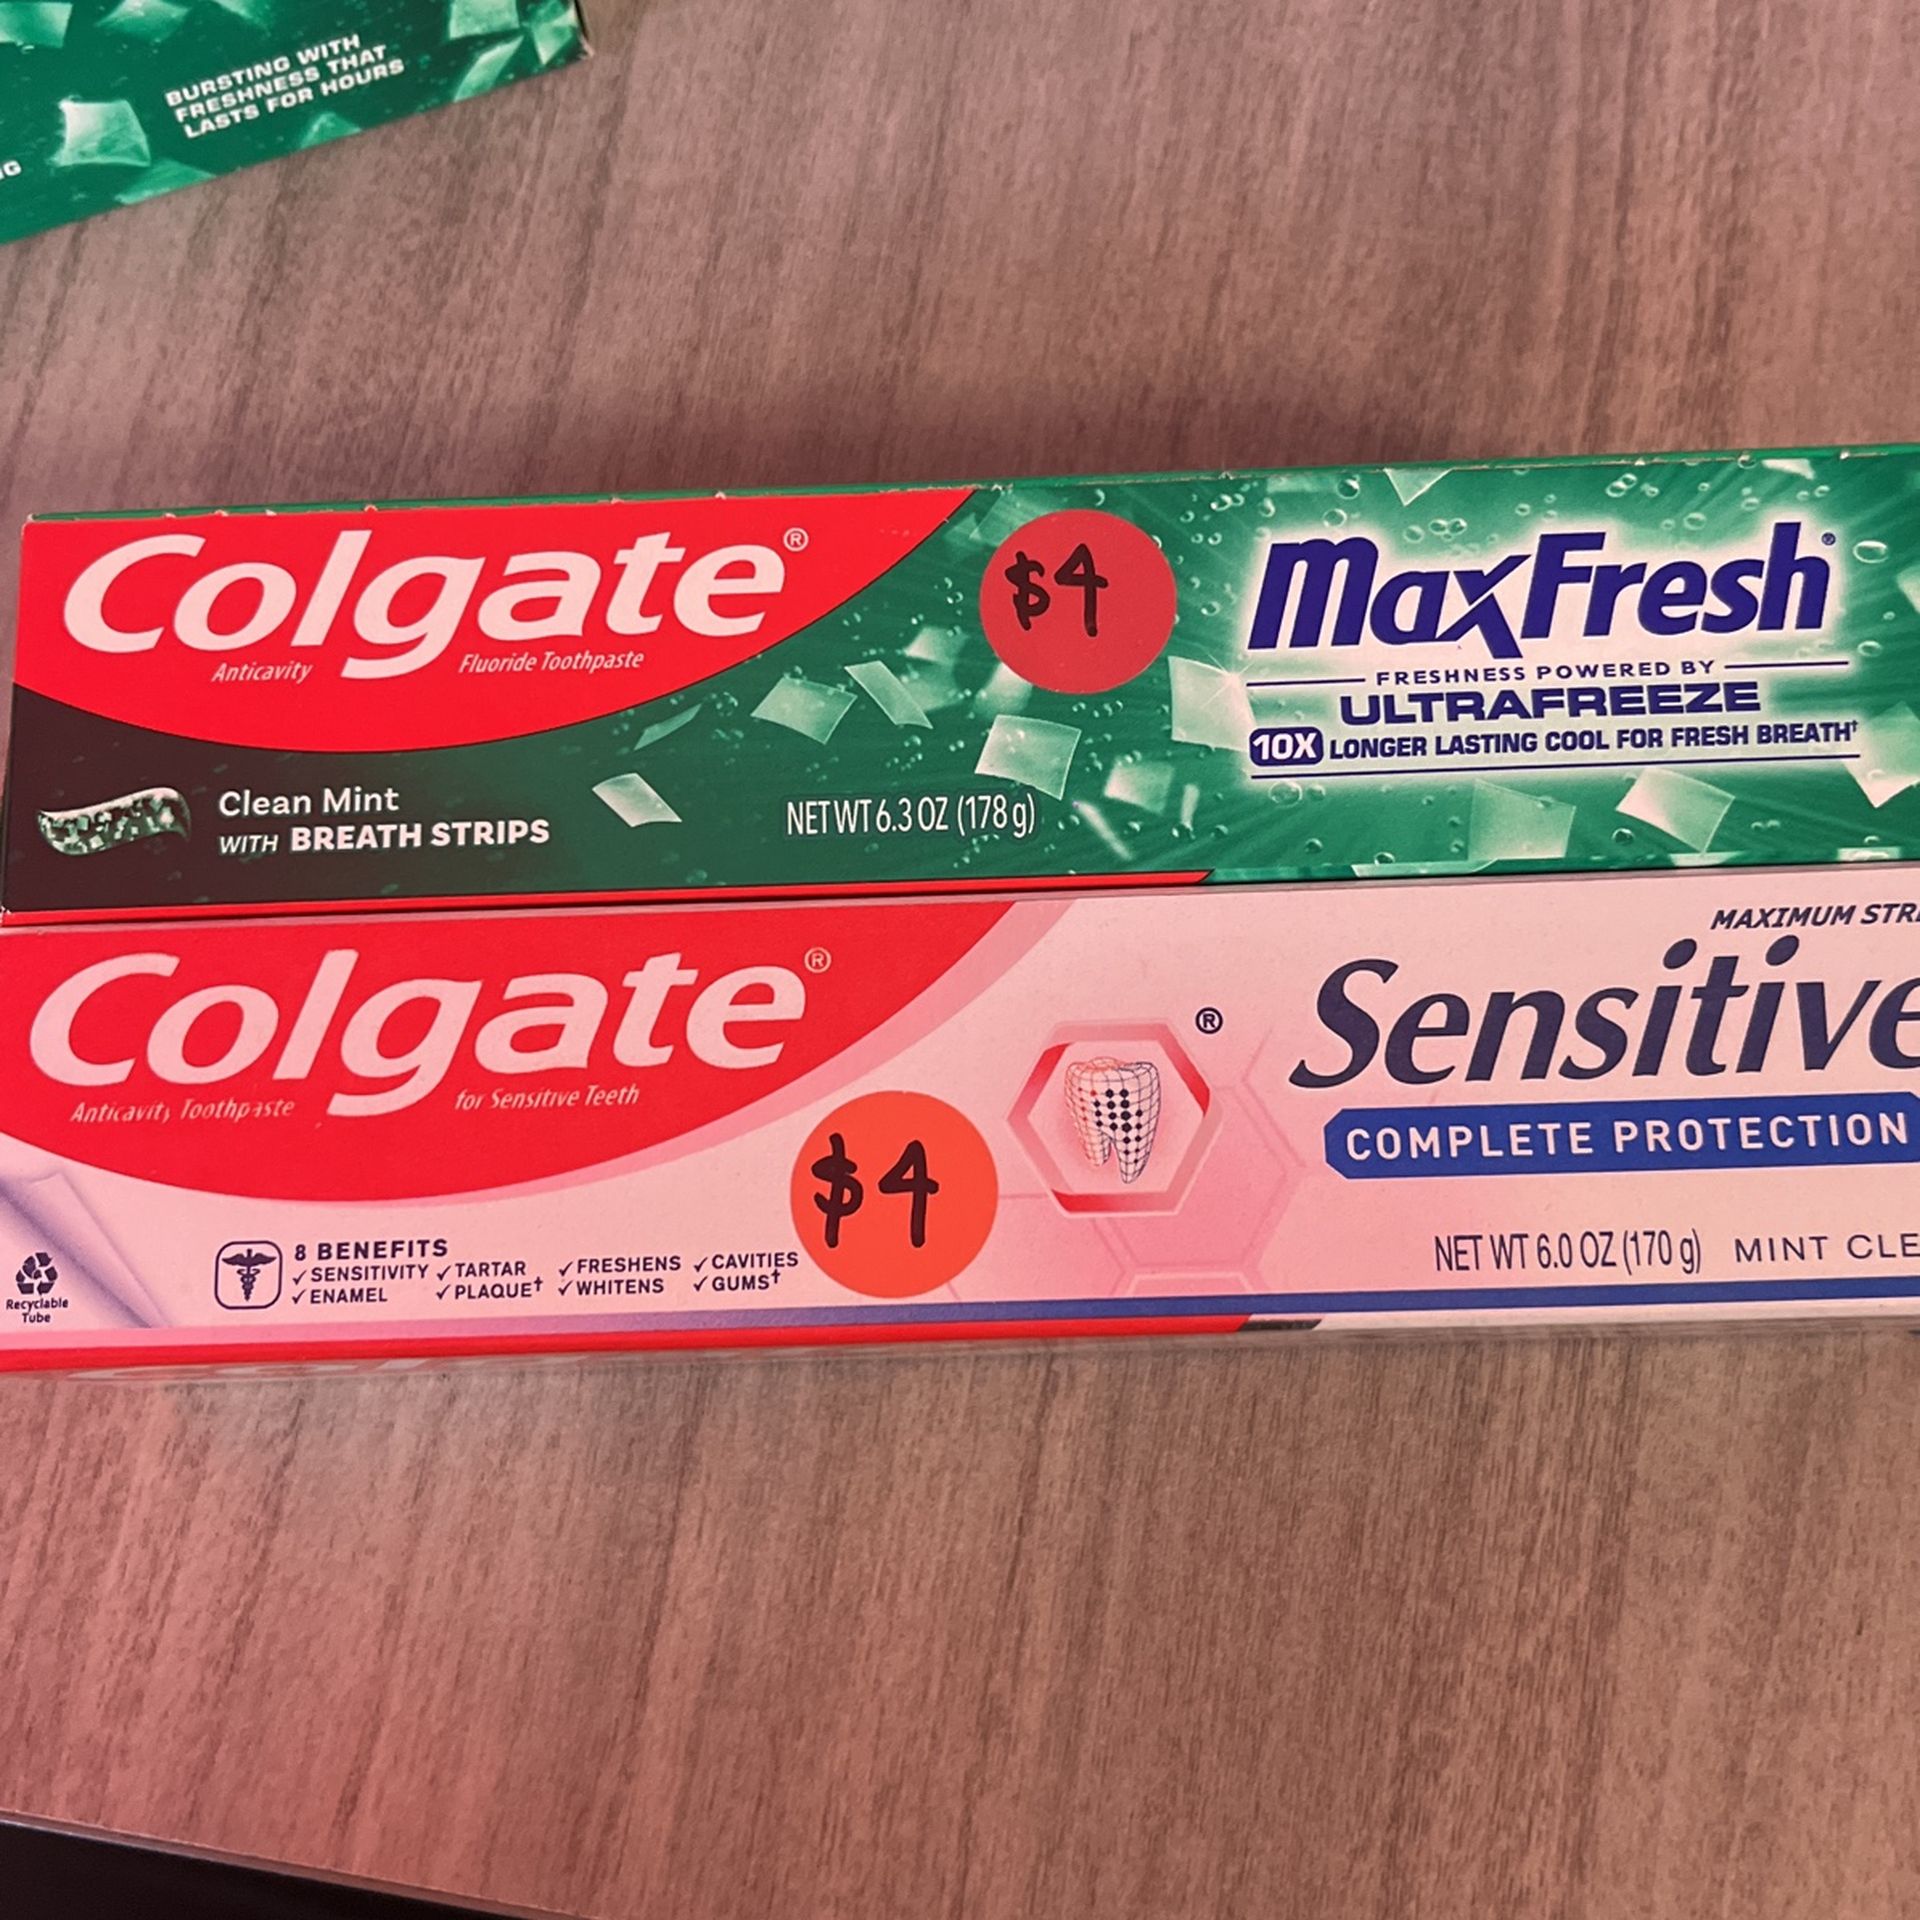 BURSTING WITH
FRESHNESS THAT
LASTS FOR HOURS
Colgate®
Anticavity Fluoride Toothpaste
$4
MaxFresh®
FRESHNESS POWERED BY
ULTRAFREEZE
10X LONGER LASTING COOL FOR FRESH BREATH†
Clean Mint
WITH BREATH STRIPS
NET WT 6.3 OZ (178 g)
Colgate®
Anticavity Toothpaste for Sensitive Teeth
$4
®
MAXIMUM
Sensitive
COMPLETE PROTECTION
NET WT 6.0 OZ (170 g) MINT
8 BENEFITS
✓ SENSITIVITY ✓ TARTAR ✓ FRESHENS ✓ CAVITIES
✓ ENAMEL ✓ PLAQUE† ✓ WHITENS ✓ GUMS†
Recyclable
Tube